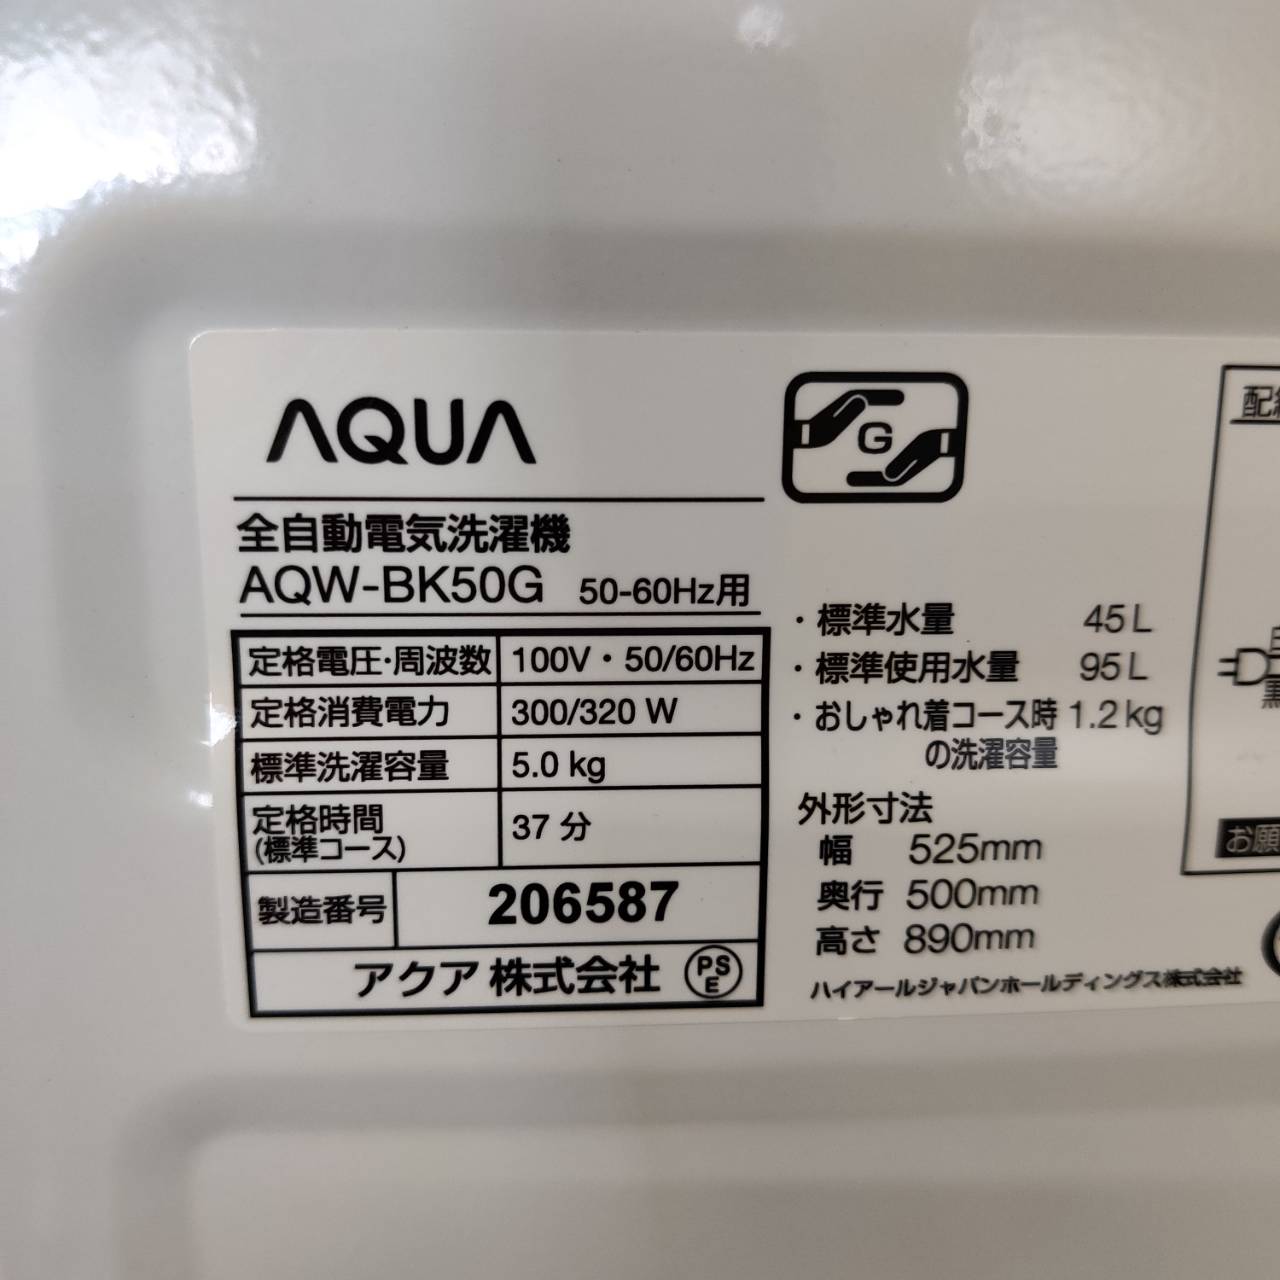 AQUA
全自動電気洗濯機
AQW-BK50G 50-60Hz用
定格電圧・周波数 100V・50/60Hz
定格消費電力 300/320 W
標準洗濯容量 5.0 kg
定格時間 37 分
(標準コース)
製造番号 206587
アクア 株式会社 PSE
G
・標準水量 45L
・標準使用水量 95L
・おしゃれ着コース時 1.2kg
の洗濯容量
外形寸法
幅 525mm
奥行 500mm
高さ 890mm
ハイアールジャパンホールディングス株式会社
配
お願